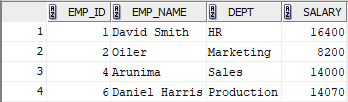 EMP_ID EMP_NAME DEPT SALARY
1 1 David Smith HR 16400
2 2 Oiler Marketing 8200
3 4 Arunima Sales 14000
4 6 Daniel Harris Production 14070